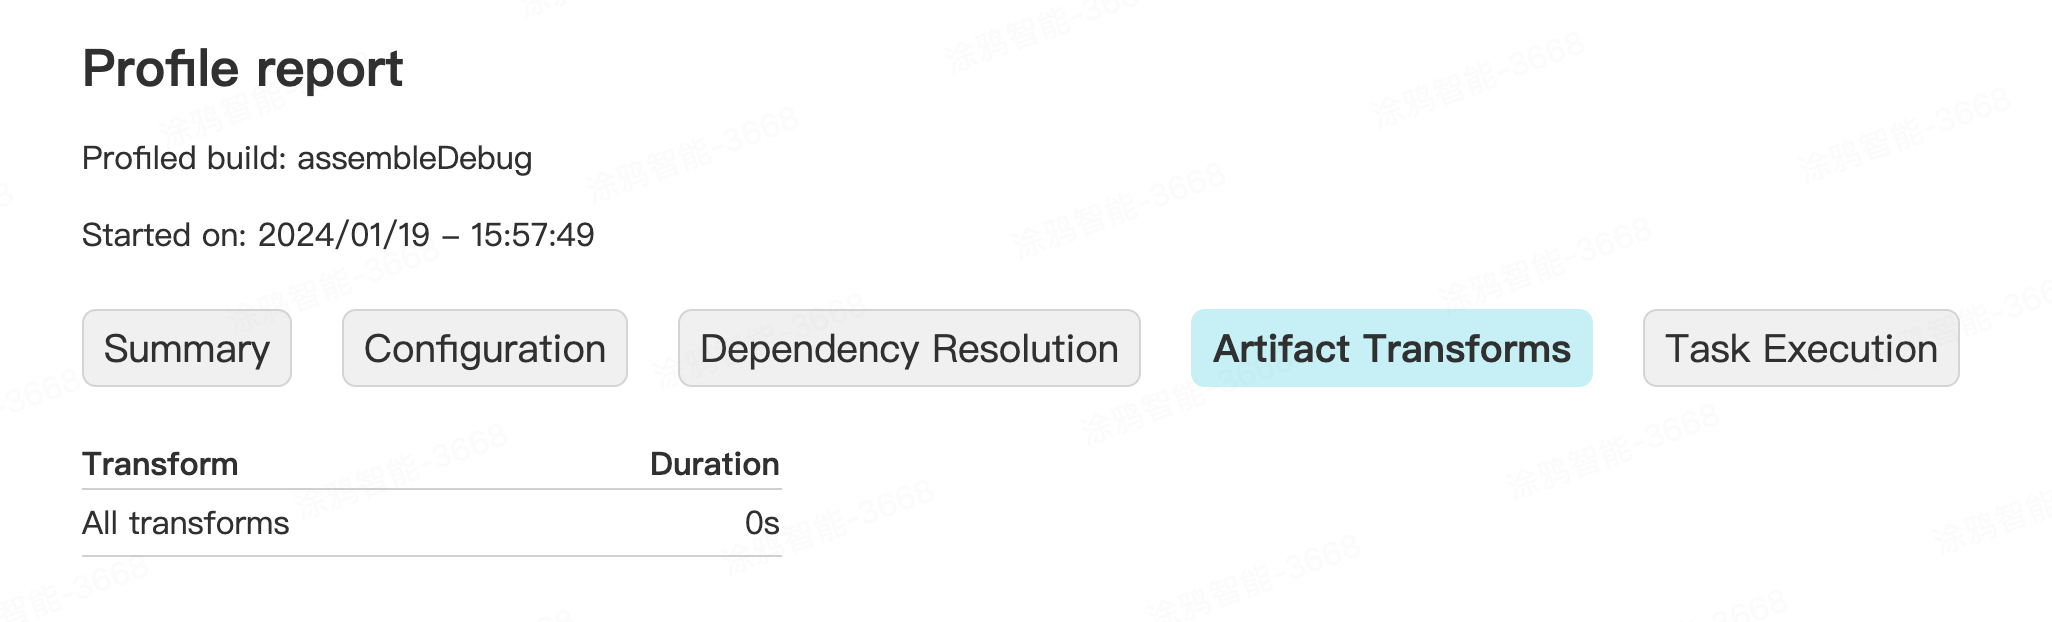 Profile report
Profiled build: assembleDebug
Started on: 2024/01/19 – 15:57:49
Summary Configuration Dependency Resolution Artifact Transforms Task Execution
Transform Duration
All transforms 0s
涂鸦智能-3668